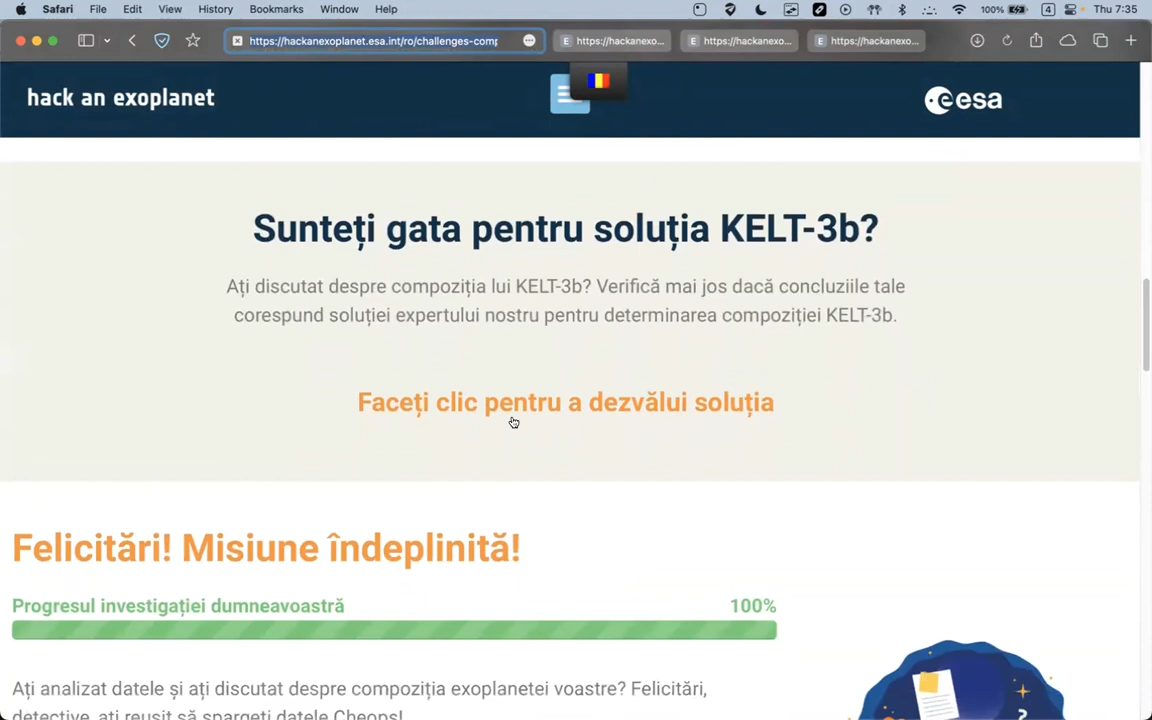 Safari File Edit View History Bookmarks Window Help 100% 4 Thu 7:35
https://hackanexoplanet.esa.int/ro/challenges-comp https://hackanexo... https://hackanexo... https://hackanexo...
hack an exoplanet esa
Sunteți gata pentru soluția KELT-3b?
Ați discutat despre compoziția lui KELT-3b? Verifică mai jos dacă concluziile tale
corespund soluției expertului nostru pentru determinarea compoziției KELT-3b.
Faceți clic pentru a dezvălui soluția
Felicitări! Misiune îndeplinită!
Progresul investigației dumneavoastră 100%
Ați analizat datele și ați discutat despre compoziția exoplanetei voastre? Felicitări,
detective, ați reușit să spargeți datele Cheops!